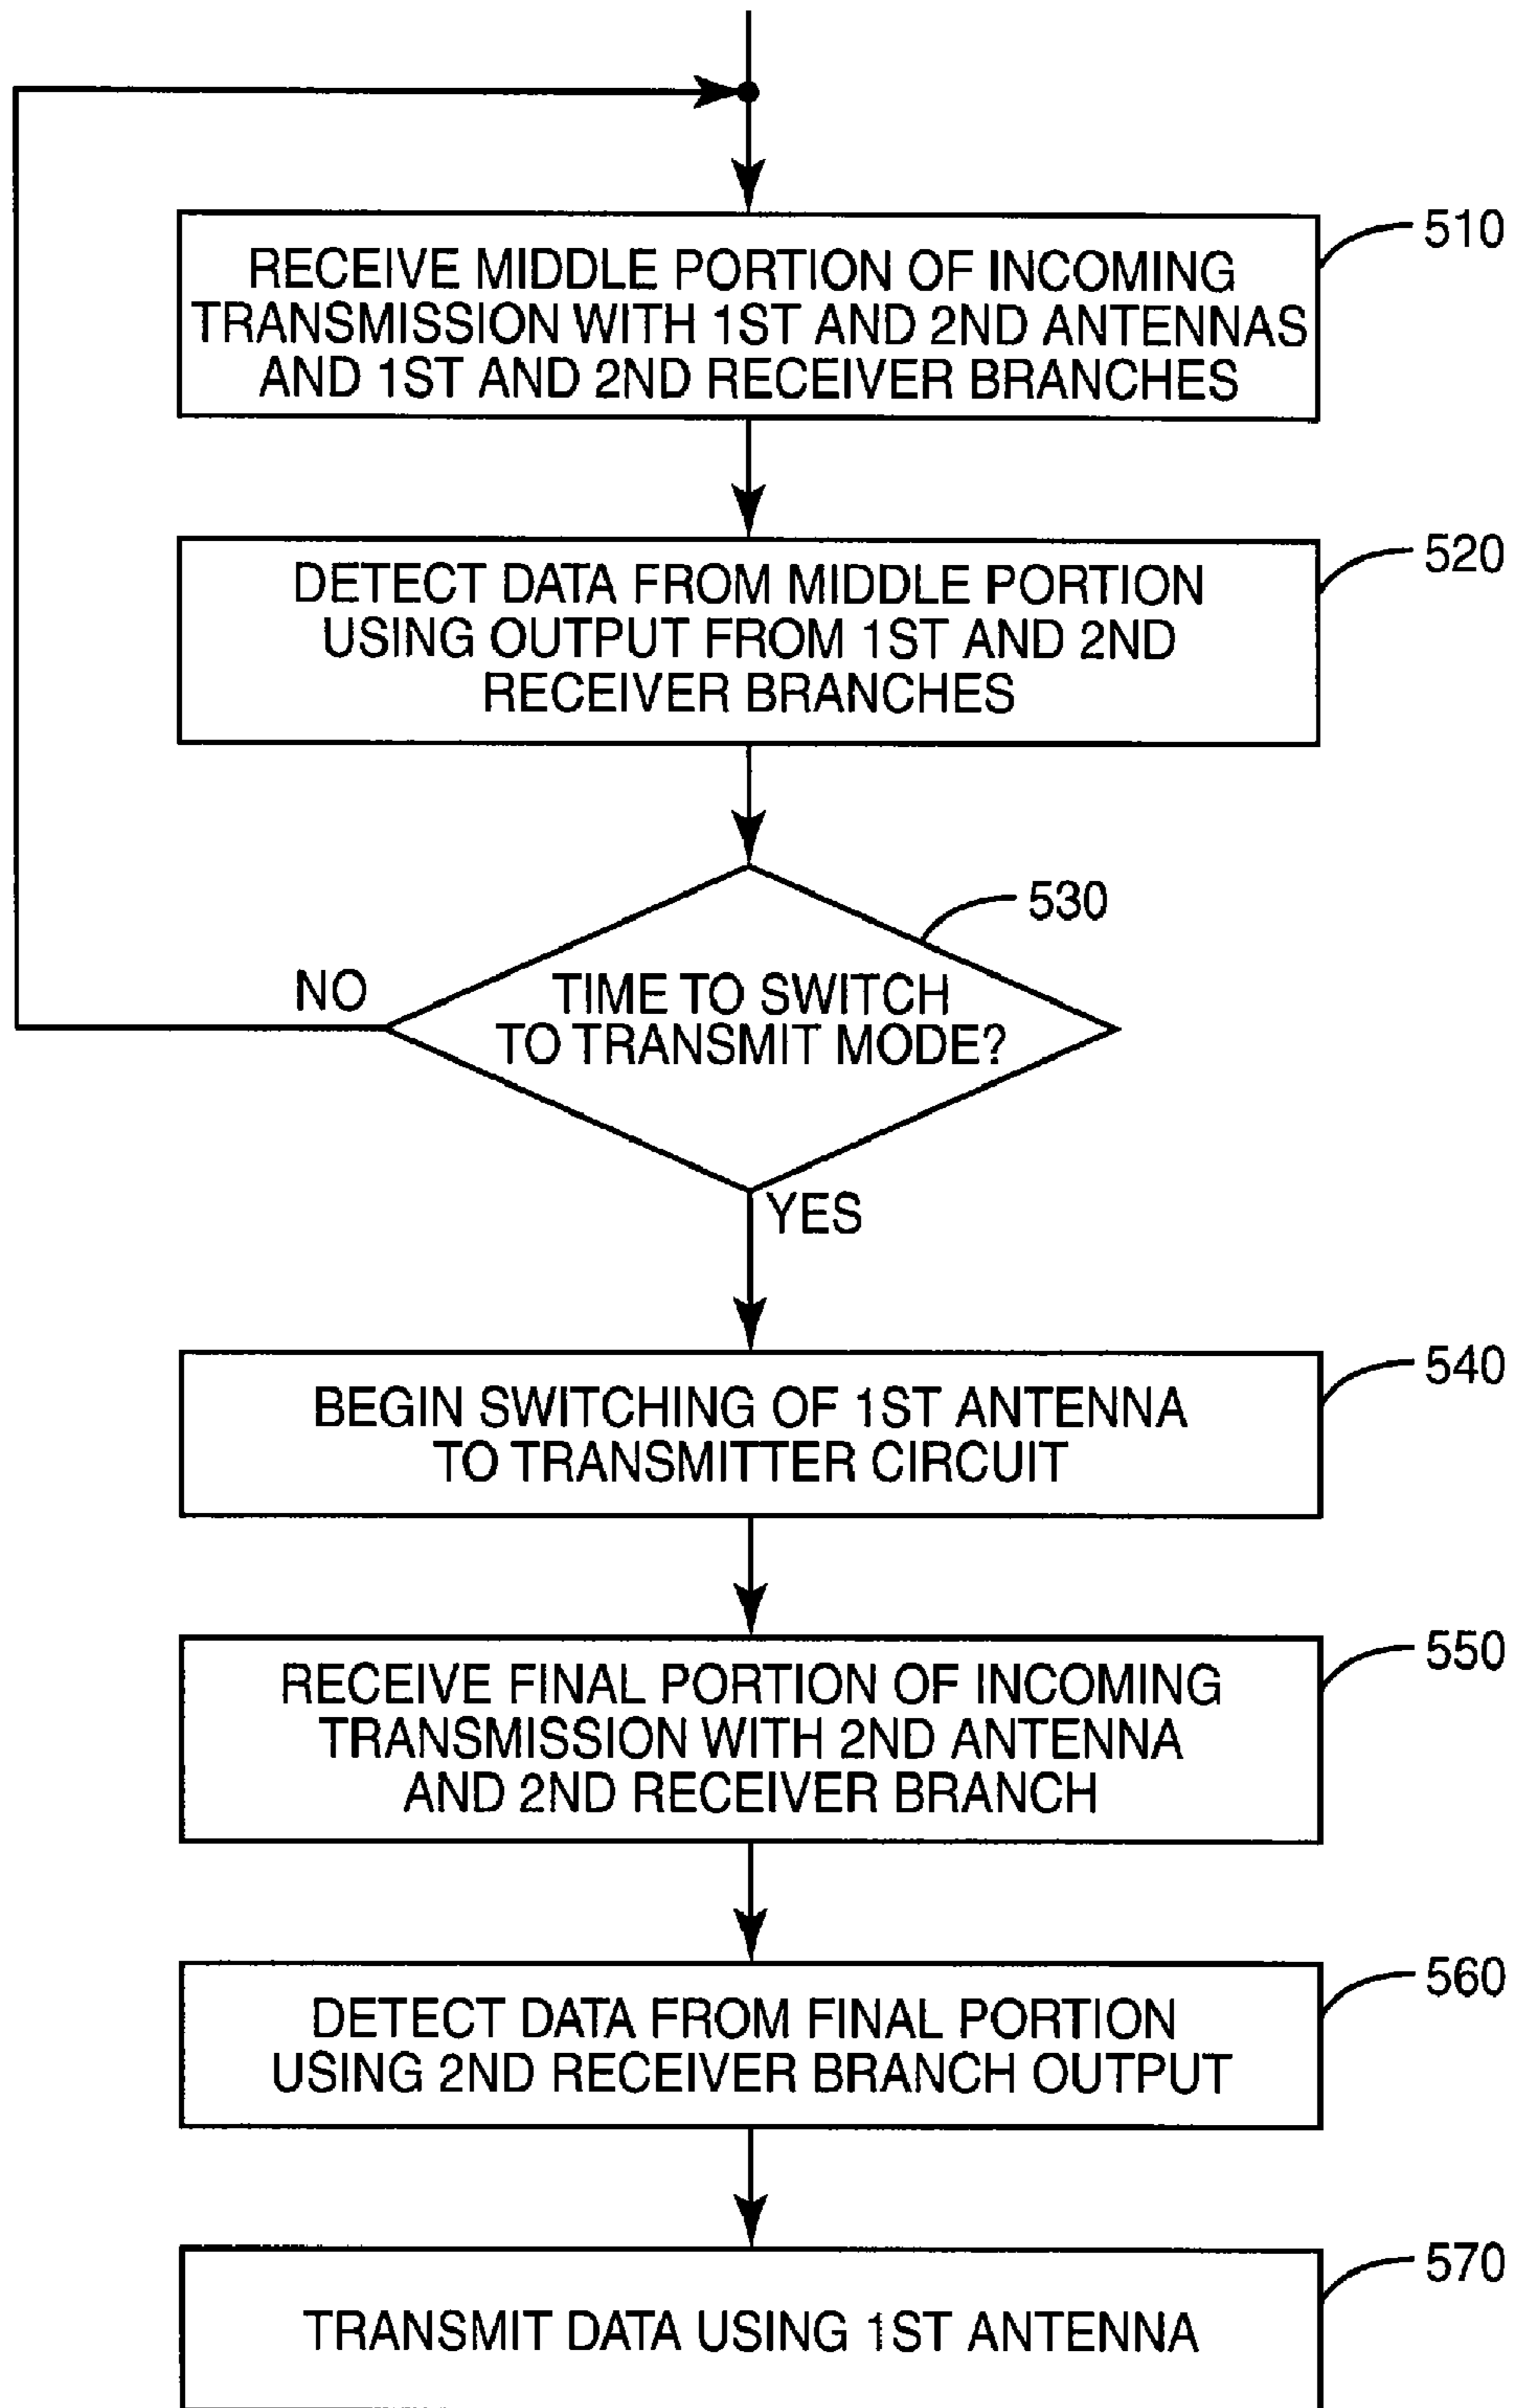 RECEIVE MIDDLE PORTION OF INCOMING
TRANSMISSION WITH 1ST AND 2ND ANTENNAS
AND 1ST AND 2ND RECEIVER BRANCHES
510
DETECT DATA FROM MIDDLE PORTION
USING OUTPUT FROM 1ST AND 2ND
RECEIVER BRANCHES
520
530
NO
TIME TO SWITCH
TO TRANSMIT MODE?
YES
BEGIN SWITCHING OF 1ST ANTENNA
TO TRANSMITTER CIRCUIT
540
RECEIVE FINAL PORTION OF INCOMING
TRANSMISSION WITH 2ND ANTENNA
AND 2ND RECEIVER BRANCH
550
DETECT DATA FROM FINAL PORTION
USING 2ND RECEIVER BRANCH OUTPUT
560
TRANSMIT DATA USING 1ST ANTENNA
570